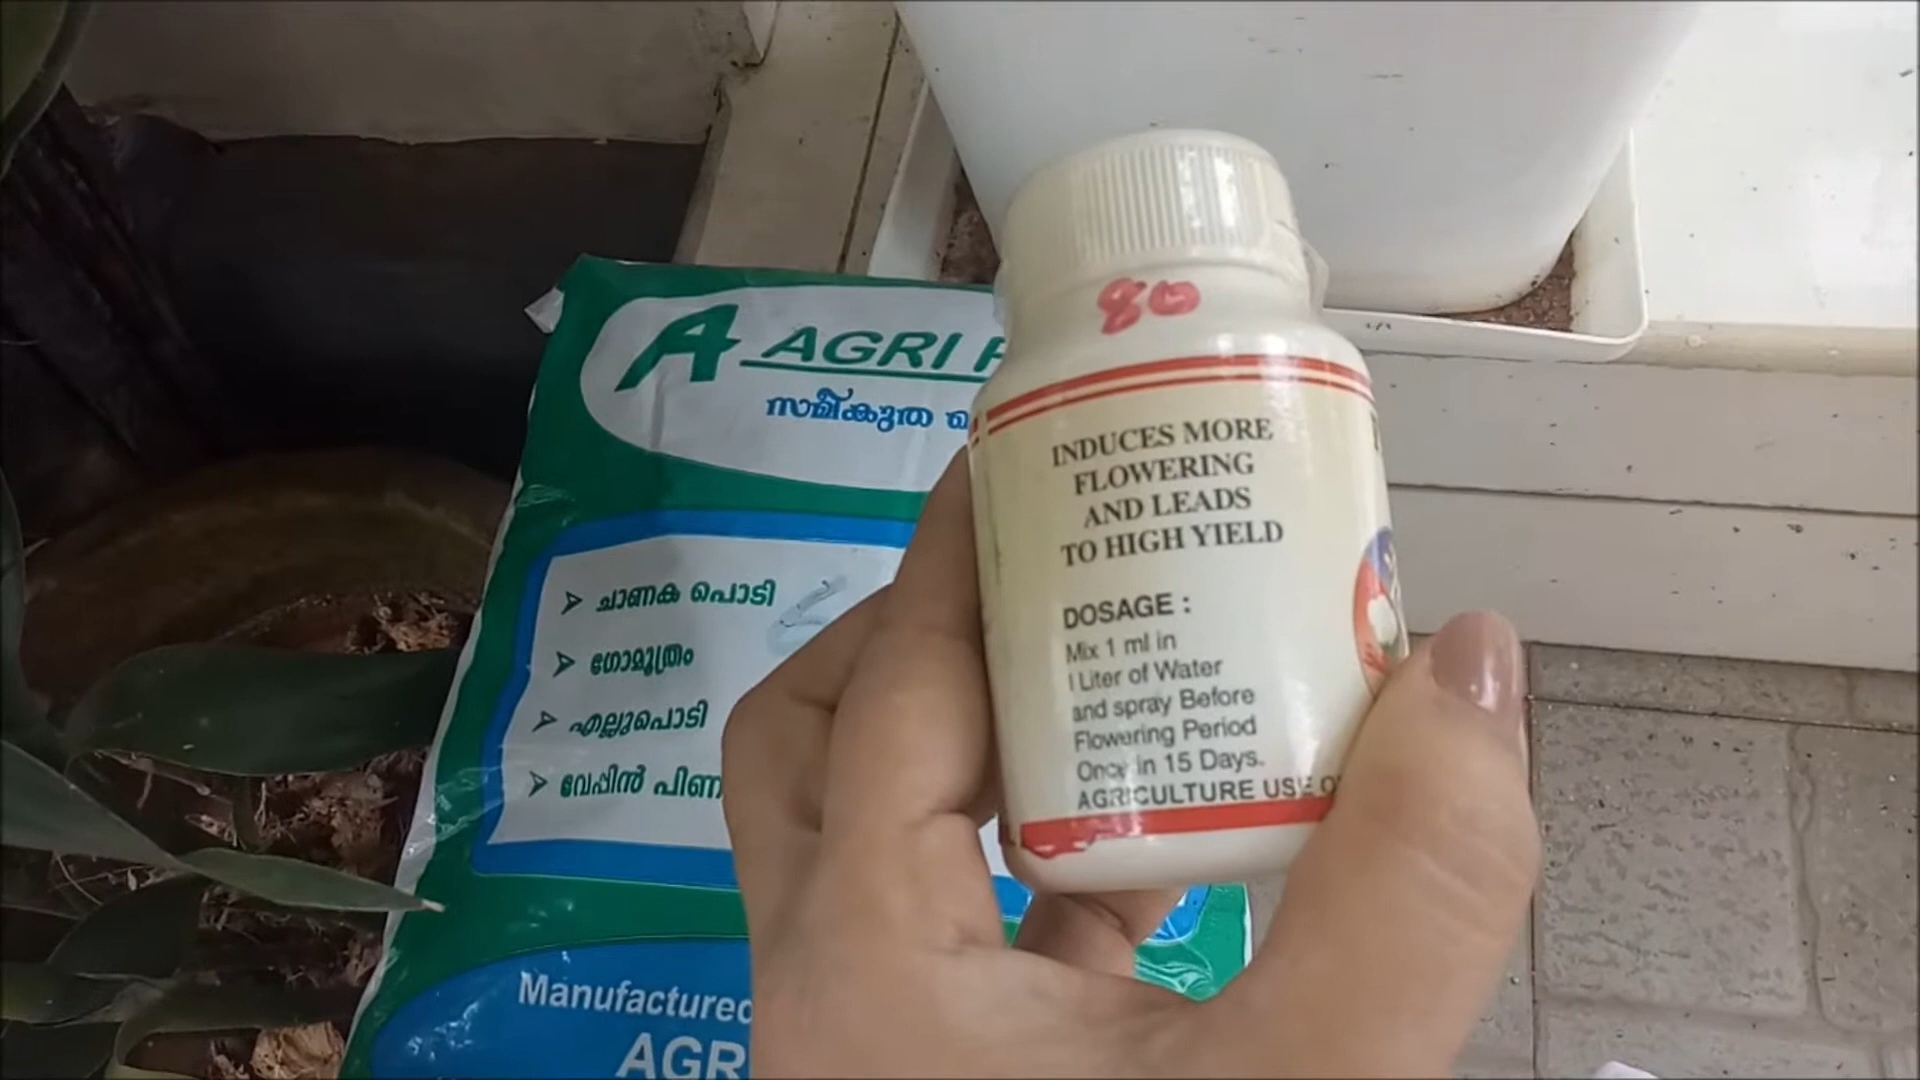 A AGRI
സമീകൃത
➤ ചാണക പൊടി
➤ ഗോമൂത്രം
➤ എല്ലുപൊടി
➤ വേപ്പിൻ
Manufactured
80
INDUCES MORE
FLOWERING
AND LEADS
TO HIGH YIELD
DOSAGE :
Mix 1 ml in
1 Liter of Water
and spray Before
Flowering Period
Once in 15 Days.
AGRICULTURE USE